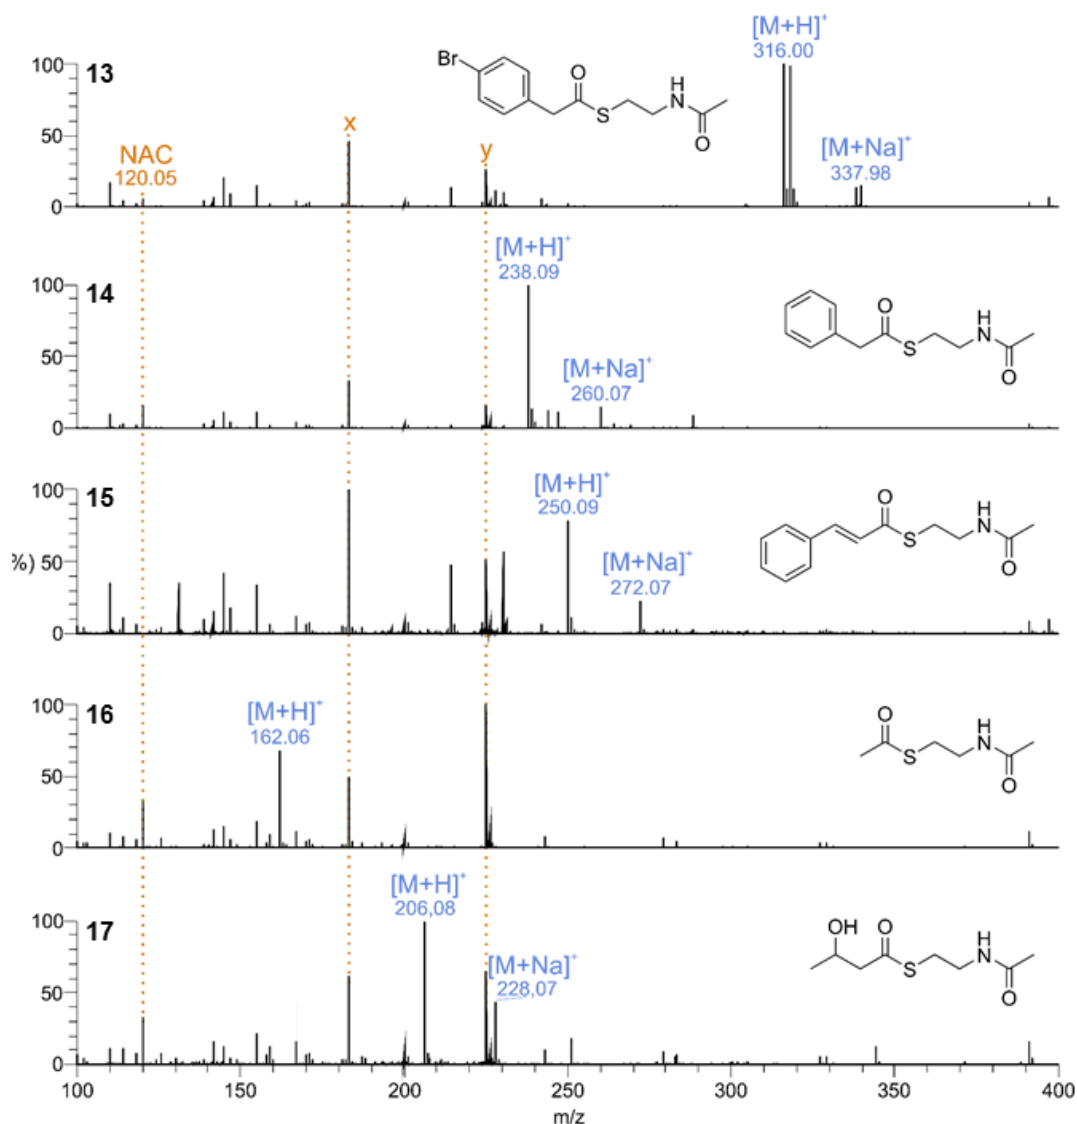 [M+H]⁺
316.00
100
13
Br
O
S
H
N
O
x
NAC
120.05
y
[M+Na]⁺
337.98
50
0
[M+H]⁺
238.09
100
14
O
S
H
N
O
[M+Na]⁺
260.07
50
0
[M+H]⁺
250.09
100
15
O
S
H
N
O
[M+Na]⁺
272.07
%) 50
0
[M+H]⁺
162.06
100
16
O
S
H
N
O
50
0
[M+H]⁺
206,08
100
17
OH
O
S
H
N
O
[M+Na]⁺
228,07
50
0
100 150 200 250 300 350 400
m/z